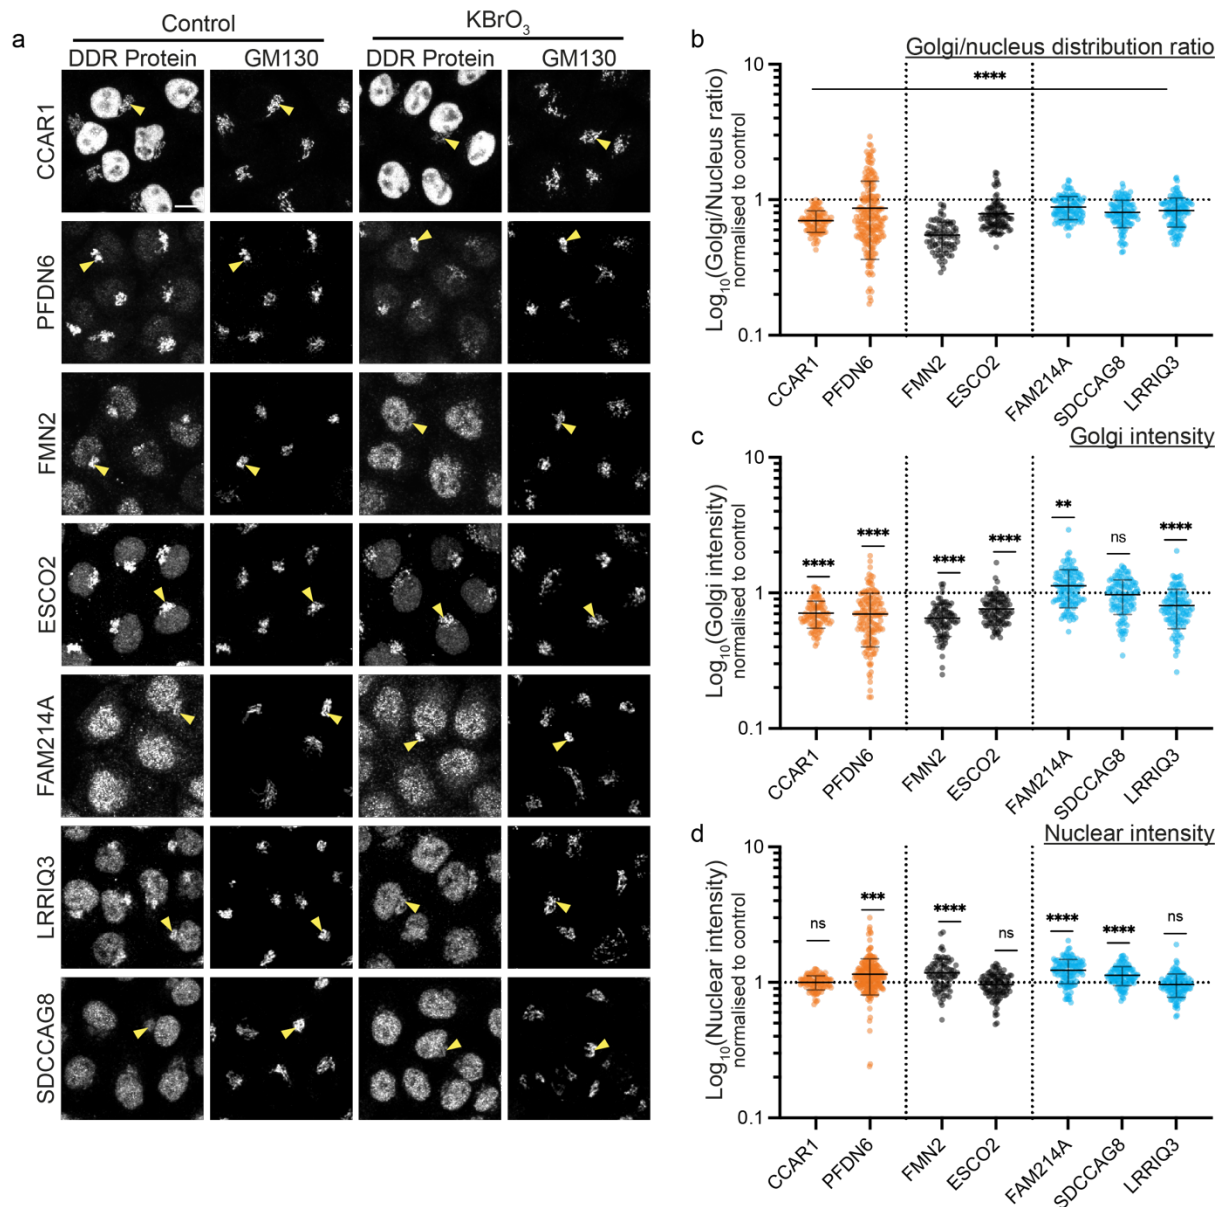 a
Control
KBrO3
DDR Protein
GM130
DDR Protein
GM130
CCAR1
PFDN6
FMN2
ESCO2
FAM214A
LRRIQ3
SDCCAG8
b
Golgi/nucleus distribution ratio
Log10(Golgi/Nucleus ratio)
normalised to control
10
1
0.1
****
CCAR1
PFDN6
FMN2
ESCO2
FAM214A
SDCCAG8
LRRIQ3
c
Golgi intensity
Log10(Golgi intensity)
normalised to control
10
1
0.1
****
****
****
****
**
ns
****
CCAR1
PFDN6
FMN2
ESCO2
FAM214A
SDCCAG8
LRRIQ3
d
Nuclear intensity
Log10(Nuclear intensity)
normalised to control
10
1
0.1
ns
***
****
ns
****
****
ns
CCAR1
PFDN6
FMN2
ESCO2
FAM214A
SDCCAG8
LRRIQ3